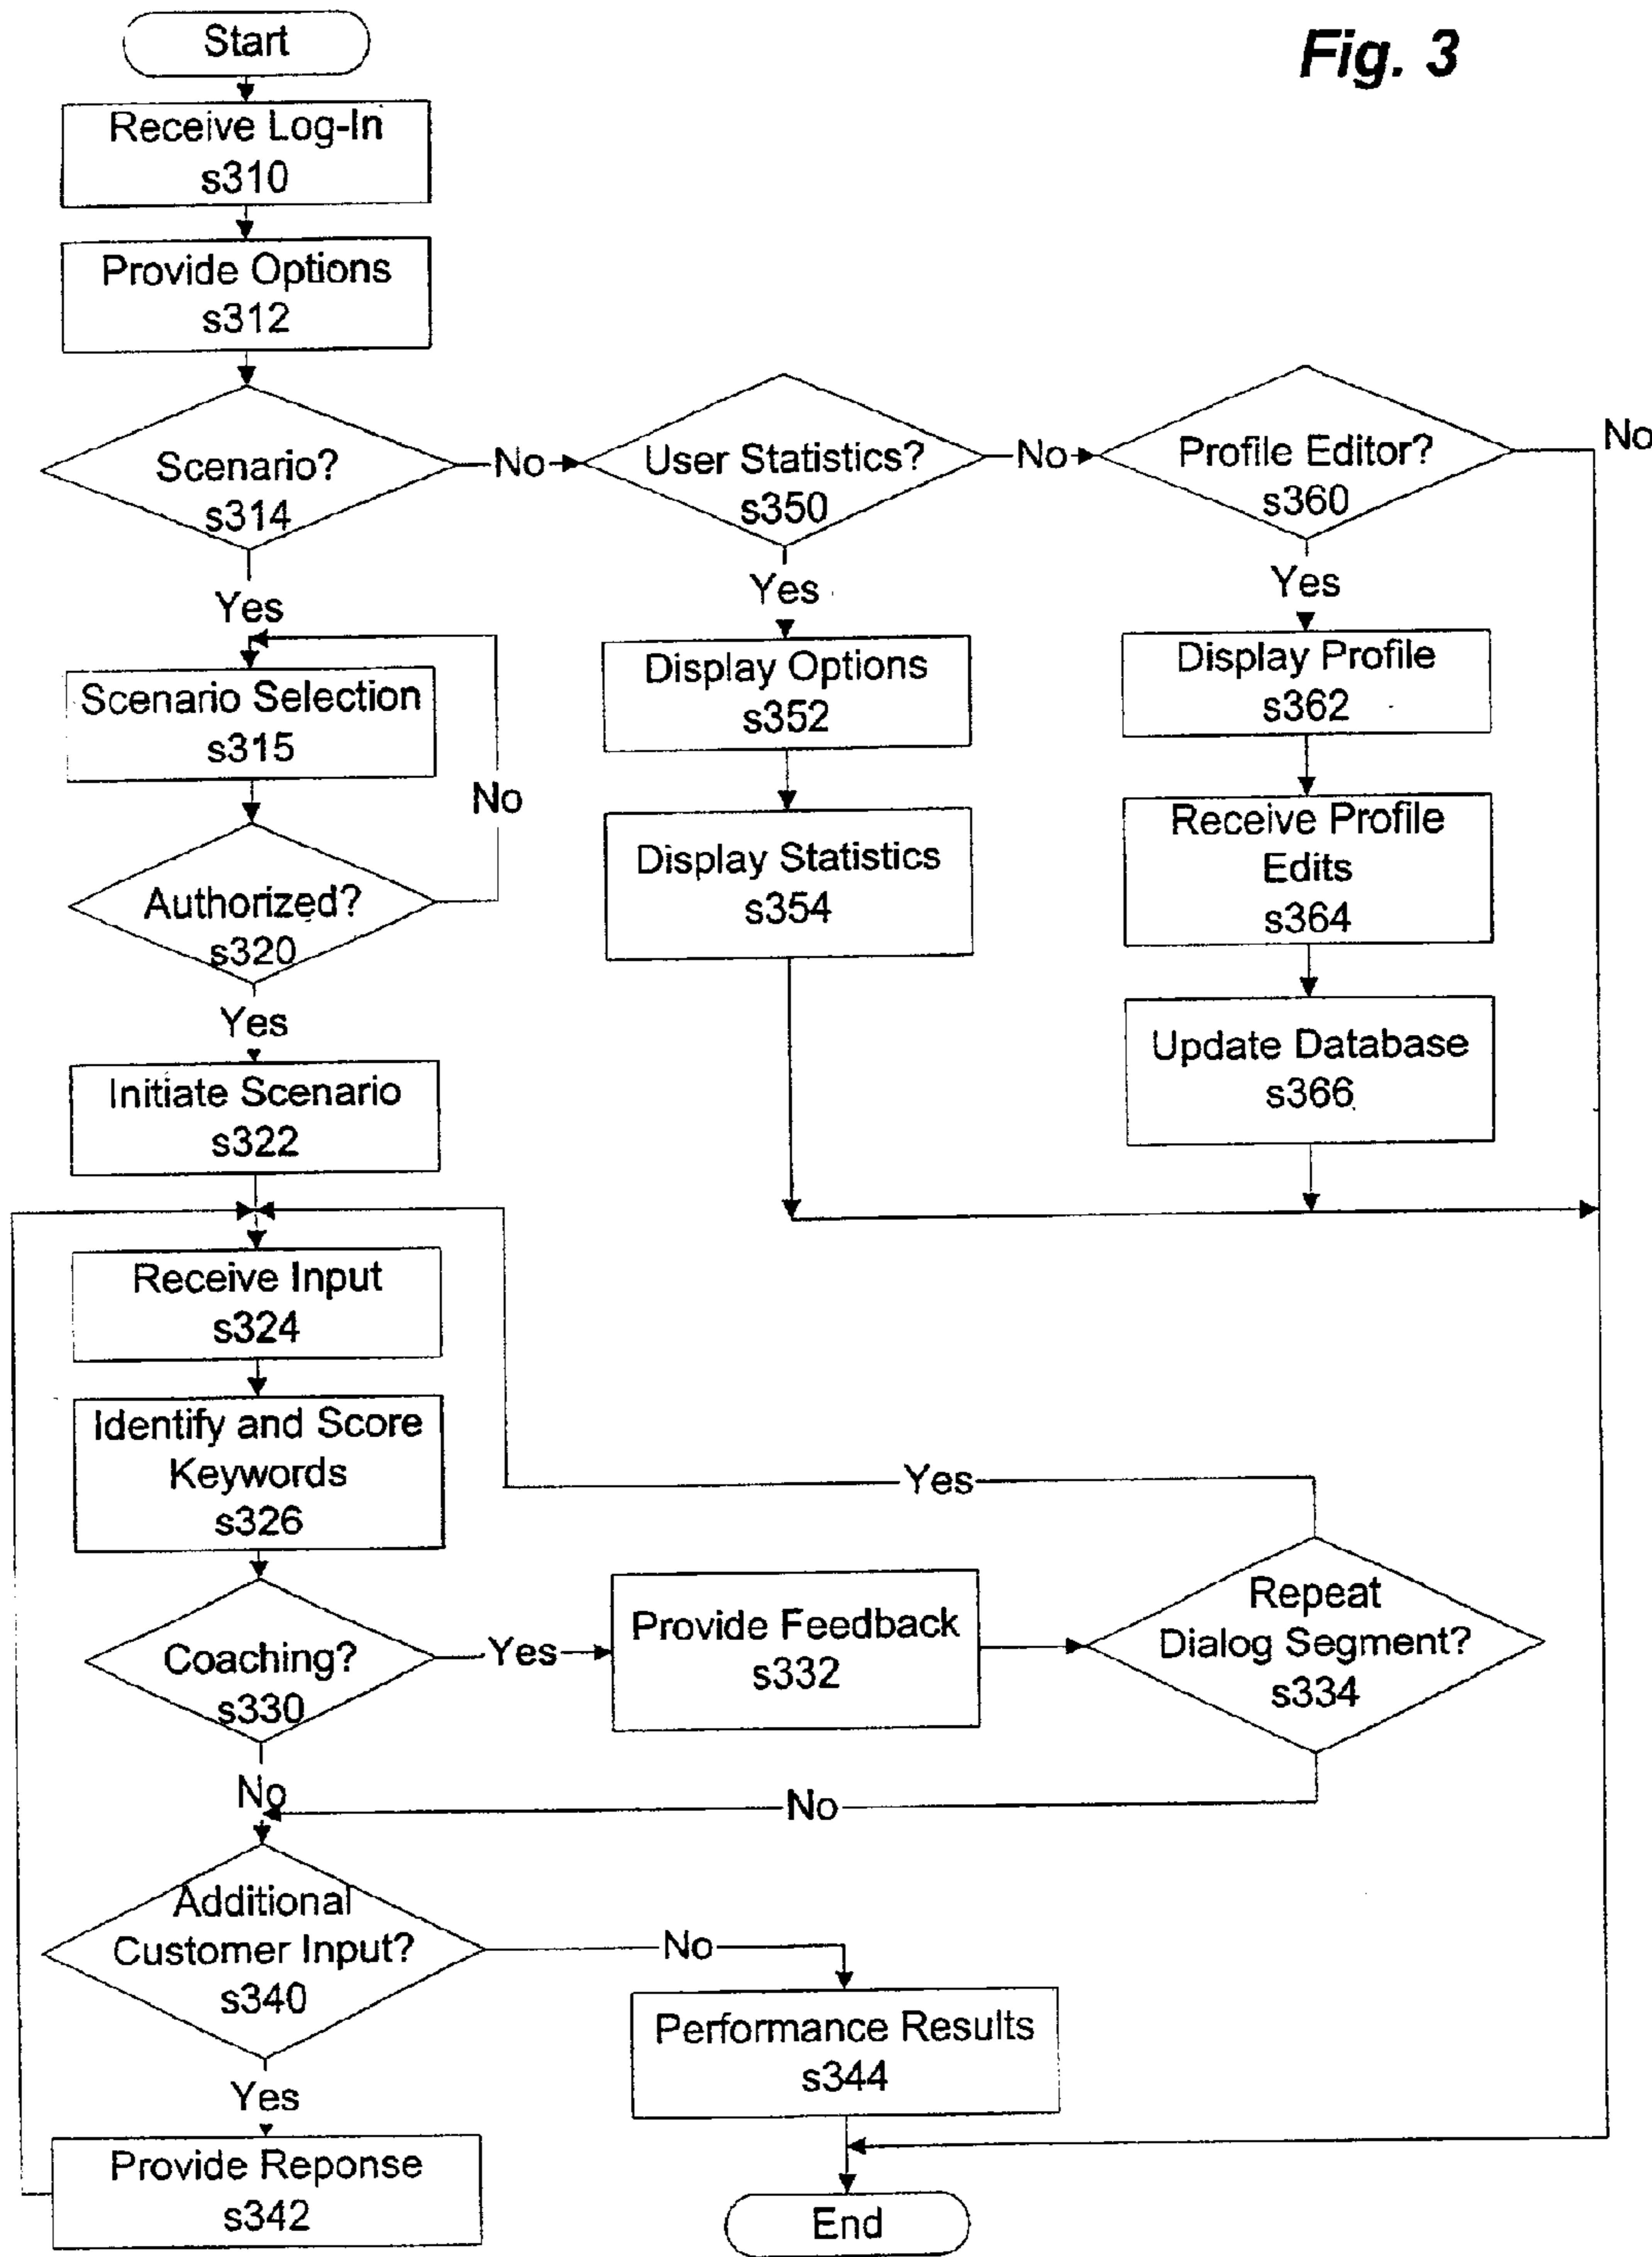 Fig. 3
Start
Receive Log-In
s310
Provide Options
s312
Scenario?
s314
No
User Statistics?
s350
No
Profile Editor?
s360
No
Yes
Yes
Yes
Scenario Selection
s315
No
Display Options
s352
Display Profile
s362
Authorized?
s320
Display Statistics
s354
Receive Profile
Edits
s364
Yes
Update Database
s366
Initiate Scenario
s322
Receive Input
s324
Identify and Score
Keywords
s326
Yes
Coaching?
s330
Yes
Provide Feedback
s332
Repeat
Dialog Segment?
s334
No
No
Additional
Customer Input?
s340
No
Performance Results
s344
Yes
Provide Reponse
s342
End